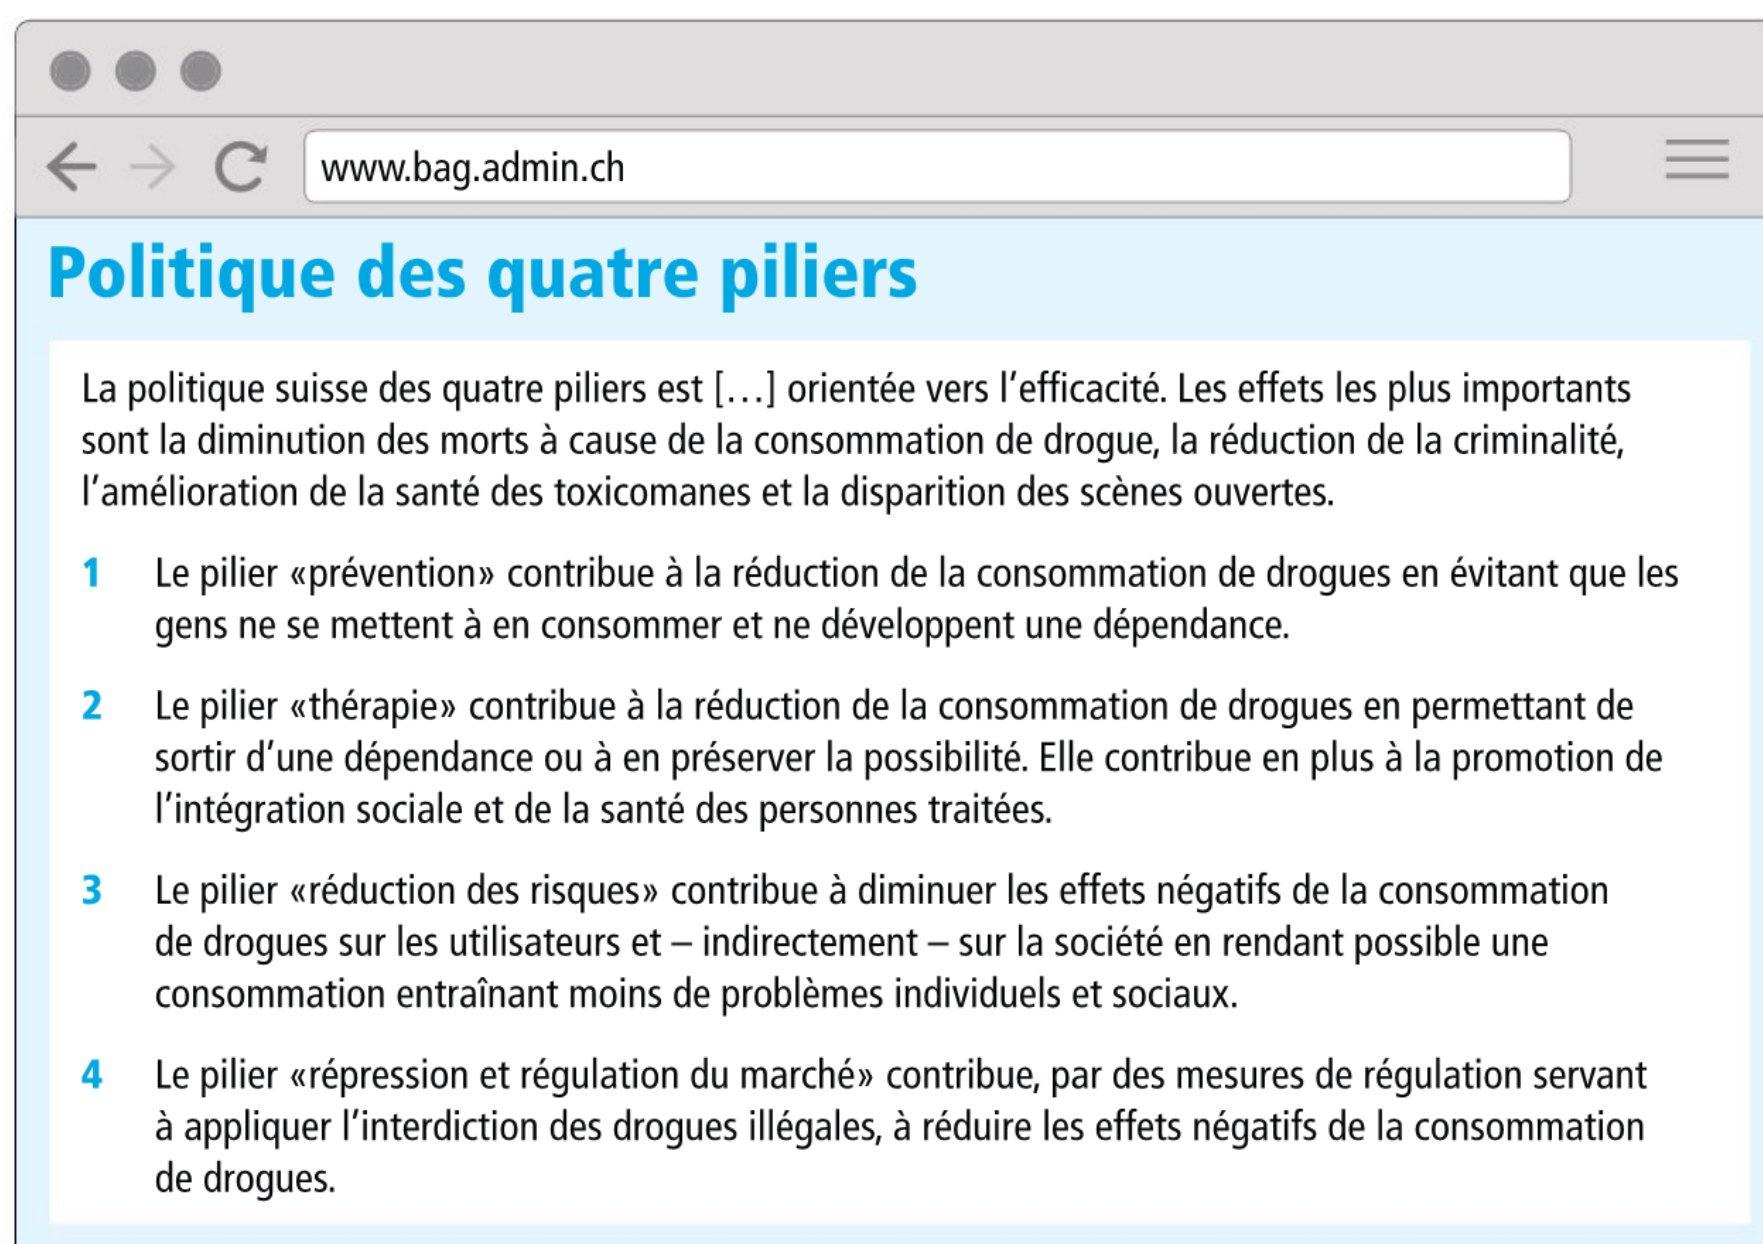 www.bag.admin.ch
Politique des quatre piliers
La politique suisse des quatre piliers est […] orientée vers l'efficacité. Les effets les plus importants
sont la diminution des morts à cause de la consommation de drogue, la réduction de la criminalité,
l'amélioration de la santé des toxicomanes et la disparition des scènes ouvertes.
1 Le pilier «prévention» contribue à la réduction de la consommation de drogues en évitant que les
gens ne se mettent à en consommer et ne développent une dépendance.
2 Le pilier «thérapie» contribue à la réduction de la consommation de drogues en permettant de
sortir d'une dépendance ou à en préserver la possibilité. Elle contribue en plus à la promotion de
l'intégration sociale et de la santé des personnes traitées.
3 Le pilier «réduction des risques» contribue à diminuer les effets négatifs de la consommation
de drogues sur les utilisateurs et – indirectement – sur la société en rendant possible une
consommation entraînant moins de problèmes individuels et sociaux.
4 Le pilier «répression et régulation du marché» contribue, par des mesures de régulation servant
à appliquer l'interdiction des drogues illégales, à réduire les effets négatifs de la consommation
de drogues.